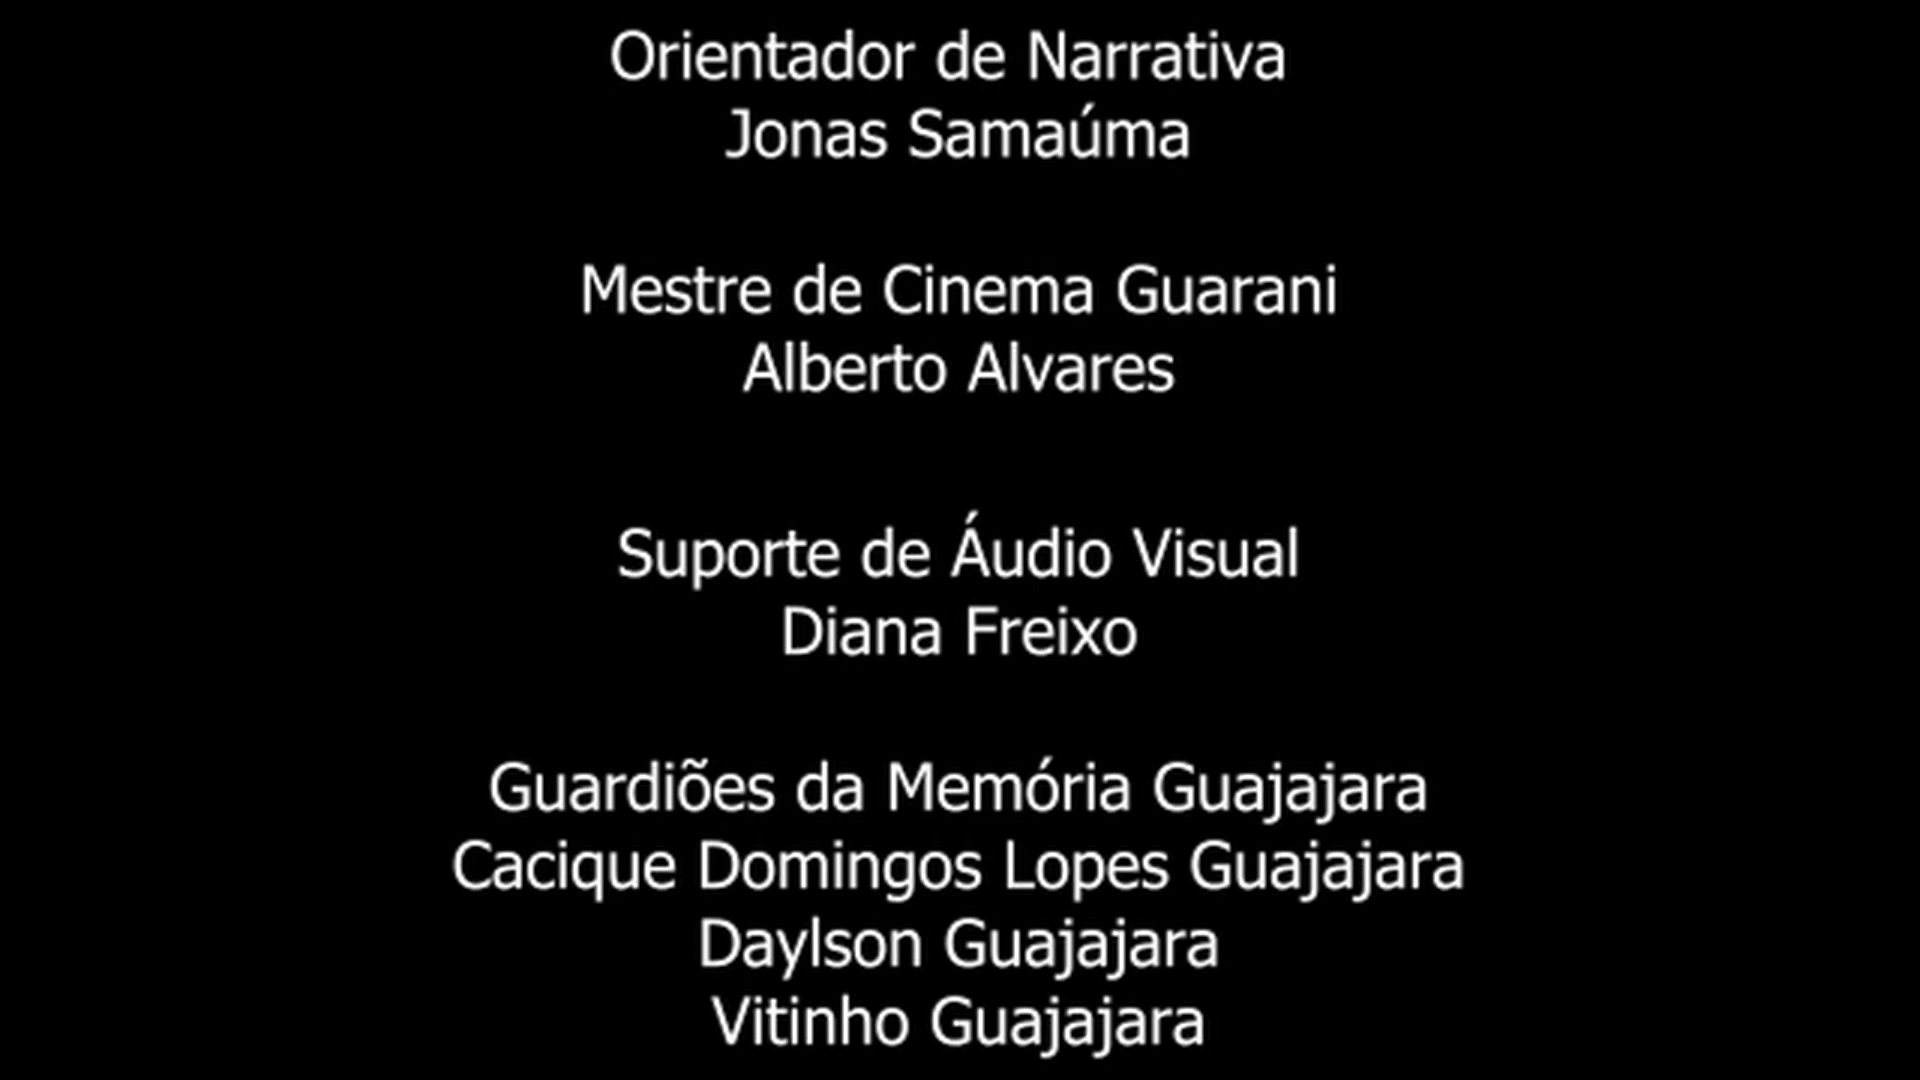 Orientador de Narrativa
Jonas Samaúma
Mestre de Cinema Guarani
Alberto Alvares
Suporte de Áudio Visual
Diana Freixo
Guardiões da Memória Guajajara
Cacique Domingos Lopes Guajajara
Daylson Guajajara
Vitinho Guajajara